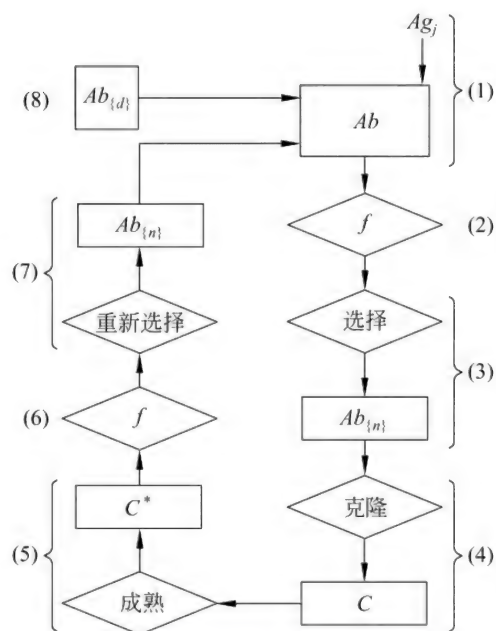 Ag_j
(1)
(8)
Ab_{d}
Ab
f
(2)
Ab_{n}
(7)
选择
(3)
重新选择
Ab_{n}
(6)
f
克隆
(4)
C*
(5)
成熟
C